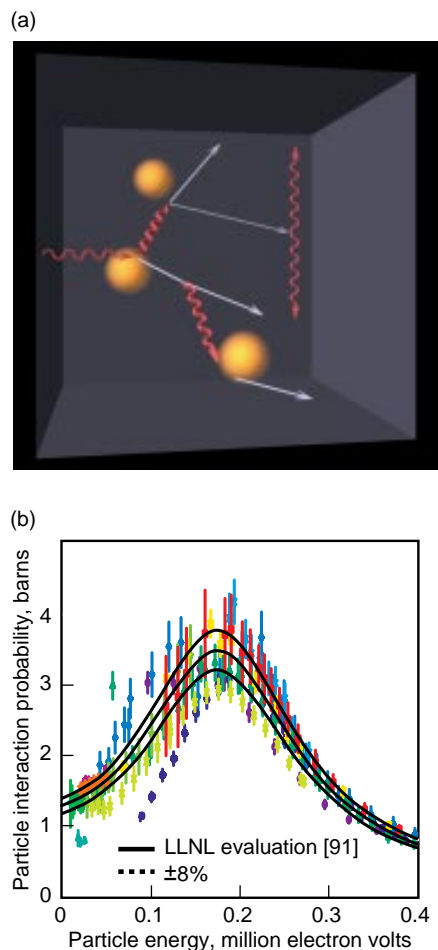 (a)
(b)
Particle interaction probability, barns
4
3
2
1
0
LLNL evaluation [91]
±8%
0
0.1
0.2
0.3
0.4
Particle energy, million electron volts